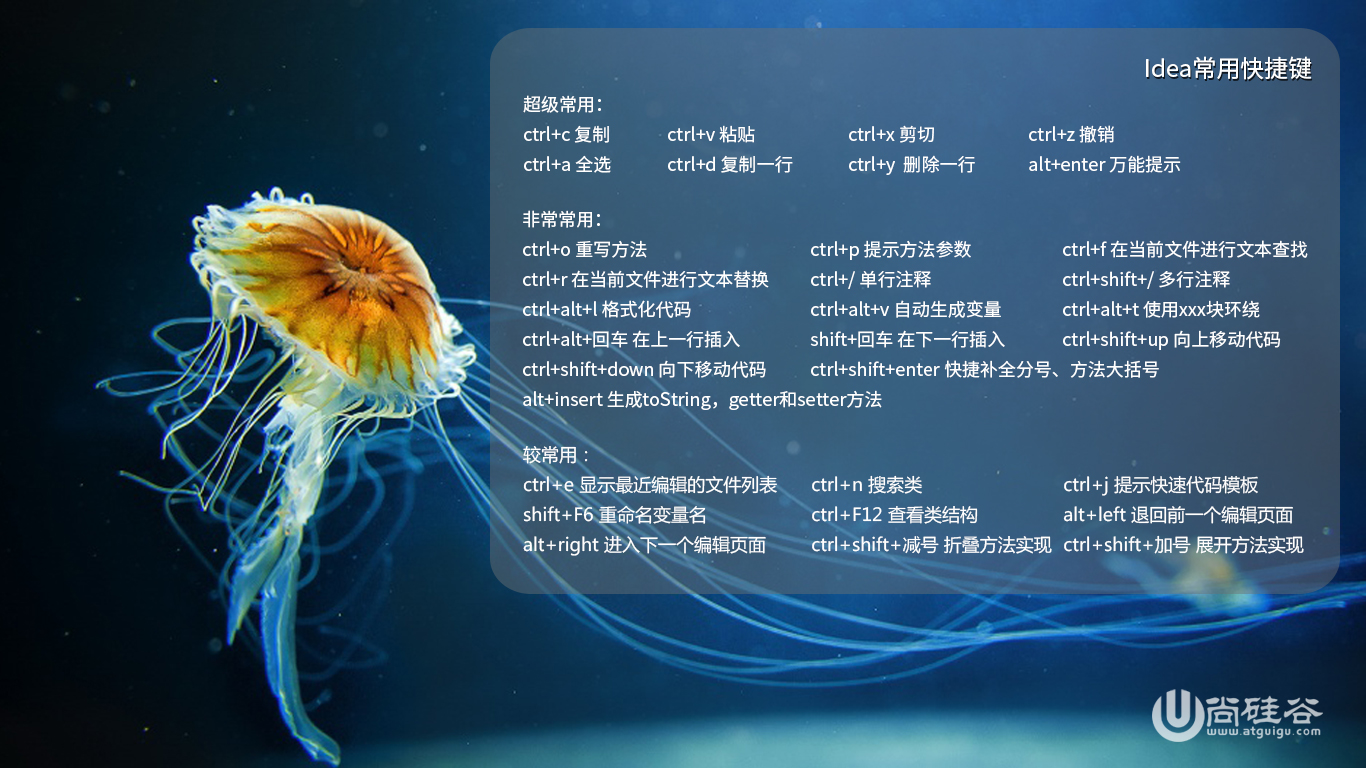 Idea常用快捷键
超级常用：
ctrl+c 复制 ctrl+v 粘贴 ctrl+x 剪切 ctrl+z 撤销
ctrl+a 全选 ctrl+d 复制一行 ctrl+y 删除一行 alt+enter 万能提示
非常常用：
ctrl+o 重写方法 ctrl+p 提示方法参数 ctrl+f 在当前文件进行文本查找
ctrl+r 在当前文件进行文本替换 ctrl+/ 单行注释 ctrl+shift+/ 多行注释
ctrl+alt+l 格式化代码 ctrl+alt+v 自动生成变量 ctrl+alt+t 使用xxx块环绕
ctrl+alt+回车 在上一行插入 shift+回车 在下一行插入 ctrl+shift+up 向上移动代码
ctrl+shift+down 向下移动代码 ctrl+shift+enter 快捷补全分号、方法大括号
alt+insert 生成toString，getter和setter方法
较常用：
ctrl+e 显示最近编辑的文件列表 ctrl+n 搜索类 ctrl+j 提示快速代码模板
shift+F6 重命名变量名 ctrl+F12 查看类结构 alt+left 退回前一个编辑页面
alt+right 进入下一个编辑页面 ctrl+shift+减号 折叠方法实现 ctrl+shift+加号 展开方法实现
尚硅谷
www.atguigu.com